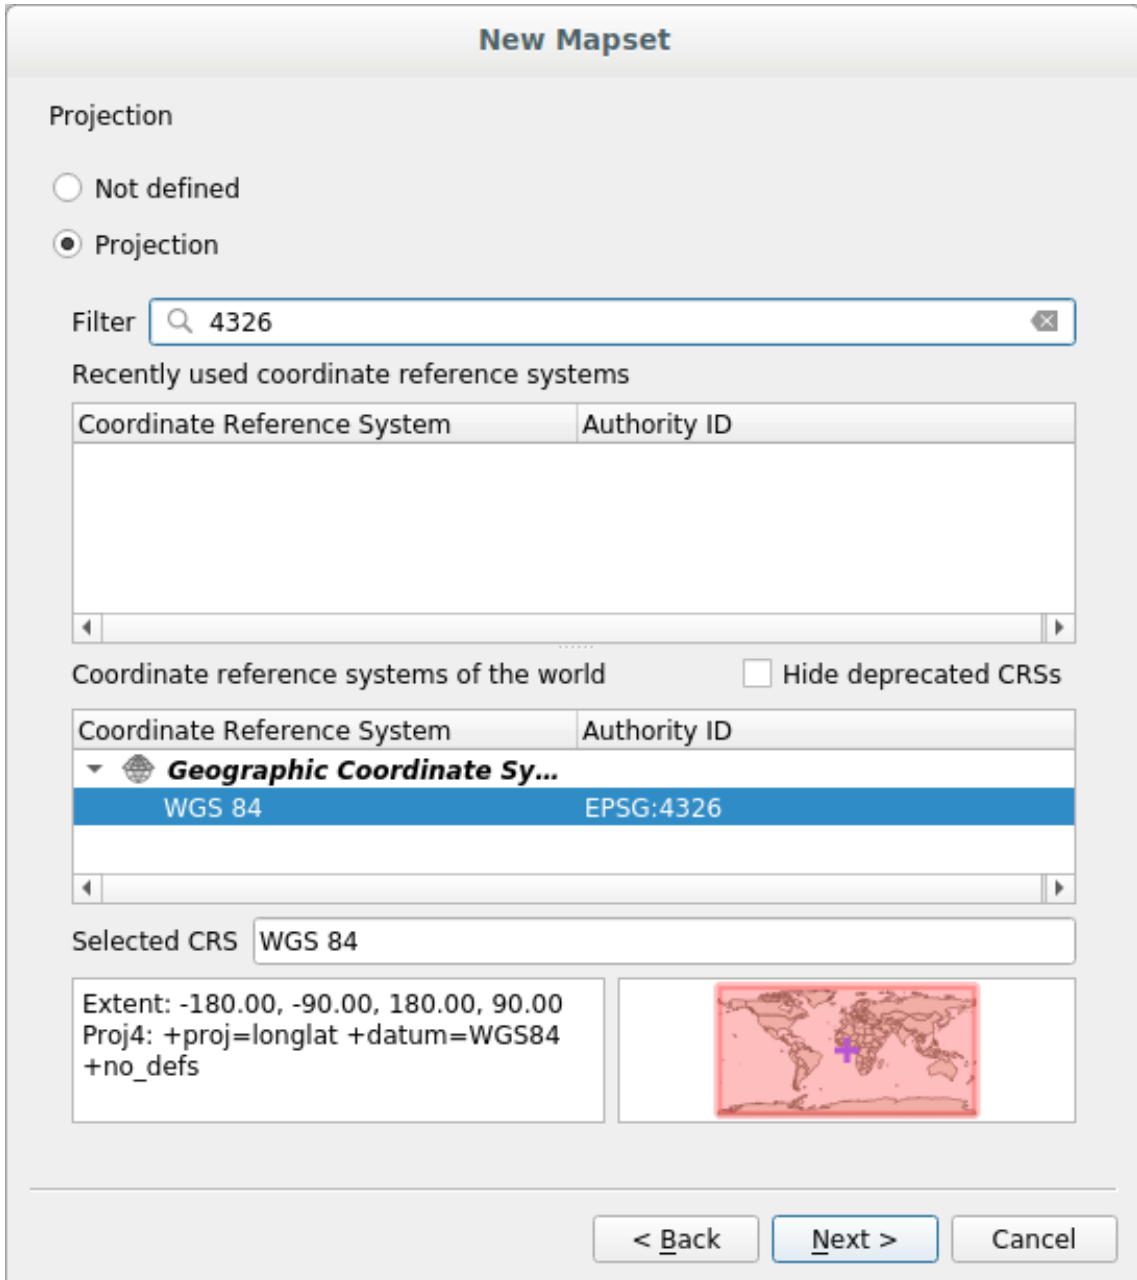 New Mapset
Projection
Not defined
Projection
Filter 4326
Recently used coordinate reference systems
Coordinate Reference System Authority ID
Coordinate reference systems of the world Hide deprecated CRSs
Coordinate Reference System Authority ID
Geographic Coordinate Sy...
WGS 84 EPSG:4326
Selected CRS WGS 84
Extent: -180.00, -90.00, 180.00, 90.00
Proj4: +proj=longlat +datum=WGS84
+no_defs
< Back Next > Cancel